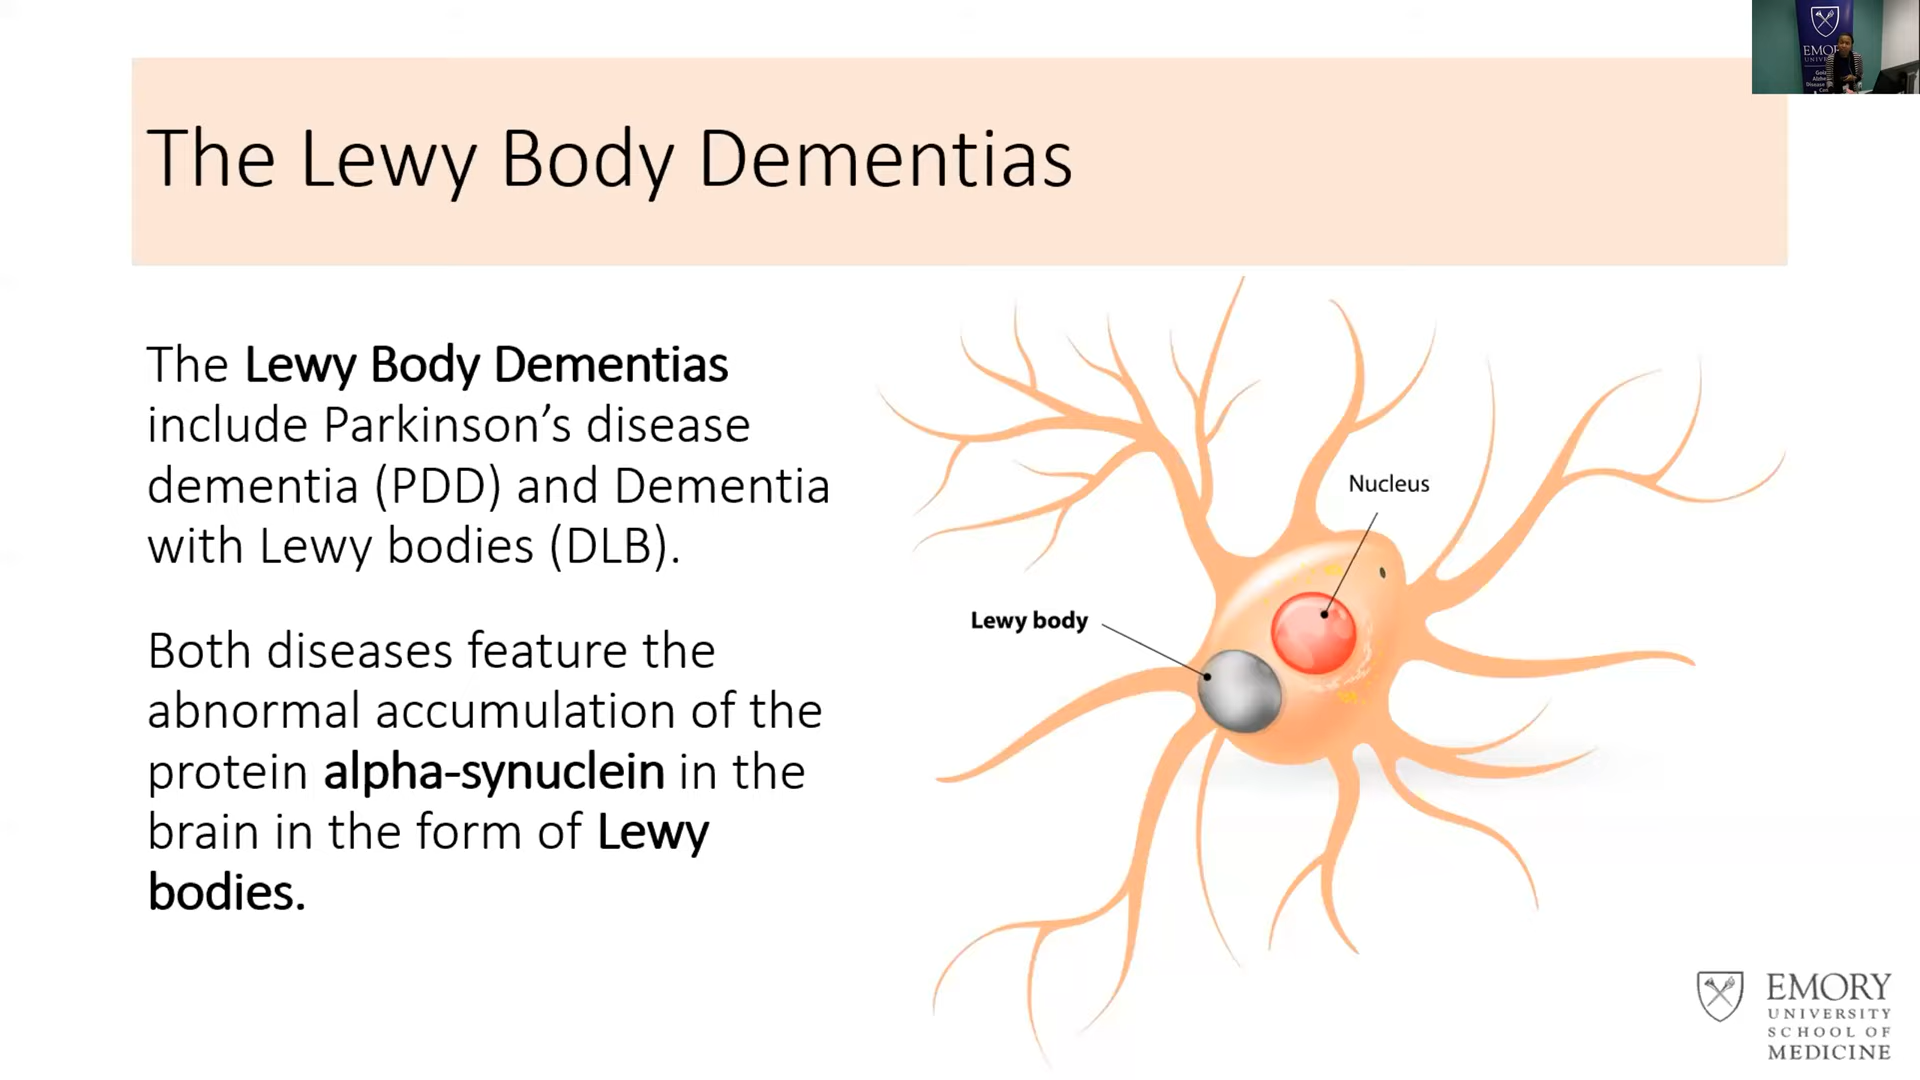 The Lewy Body Dementias
The Lewy Body Dementias
include Parkinson’s disease
dementia (PDD) and Dementia
with Lewy bodies (DLB).
Both diseases feature the
abnormal accumulation of the
protein alpha-synuclein in the
brain in the form of Lewy
bodies.
Nucleus
Lewy body
EMORY
UNIVERSITY
SCHOOL OF
MEDICINE